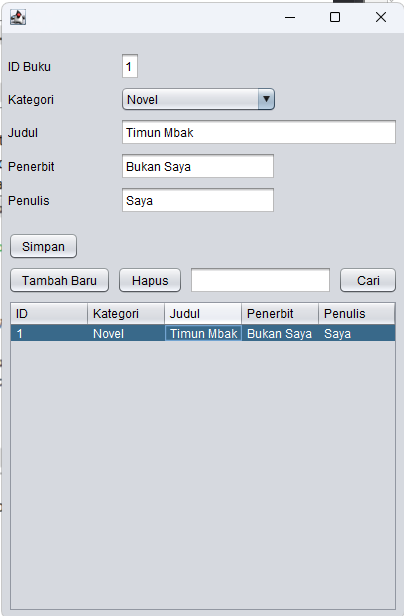 ID Buku 1
Kategori Novel
Judul Timun Mbak
Penerbit Bukan Saya
Penulis Saya
Simpan
Tambah Baru Hapus Cari
ID Kategori Judul Penerbit Penulis
1 Novel Timun Mbak Bukan Saya Saya